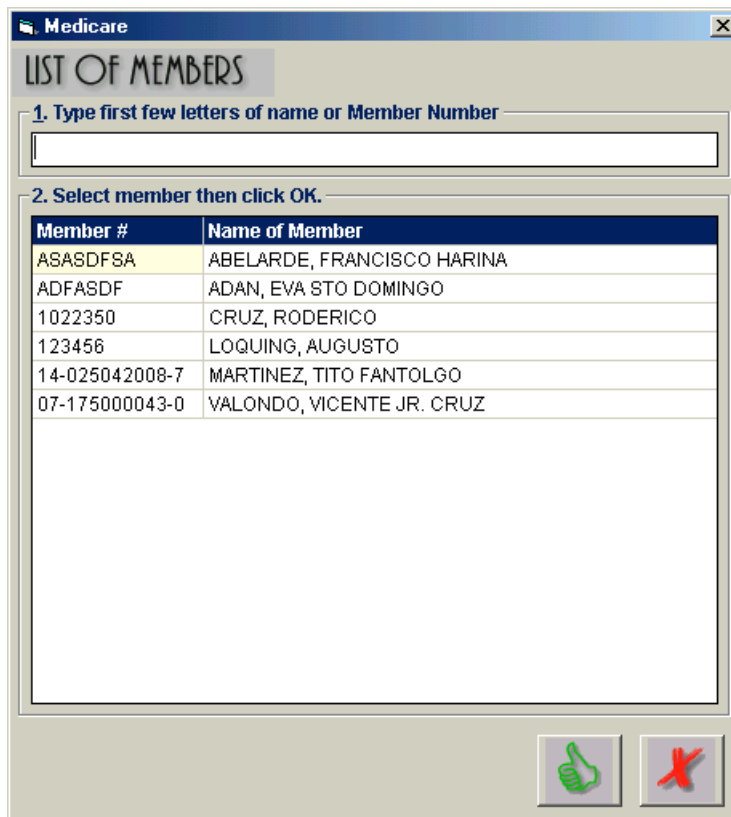 Medicare
LIST OF MEMBERS
1. Type first few letters of name or Member Number
2. Select member then click OK.
Member # Name of Member
ASASDFSA ABELARDE, FRANCISCO HARINA
ADFASDF ADAN, EVA STO DOMINGO
1022350 CRUZ, RODERICO
123456 LOQUING, AUGUSTO
14-025042008-7 MARTINEZ, TITO FANTOLGO
07-175000043-0 VALONDO, VICENTE JR. CRUZ